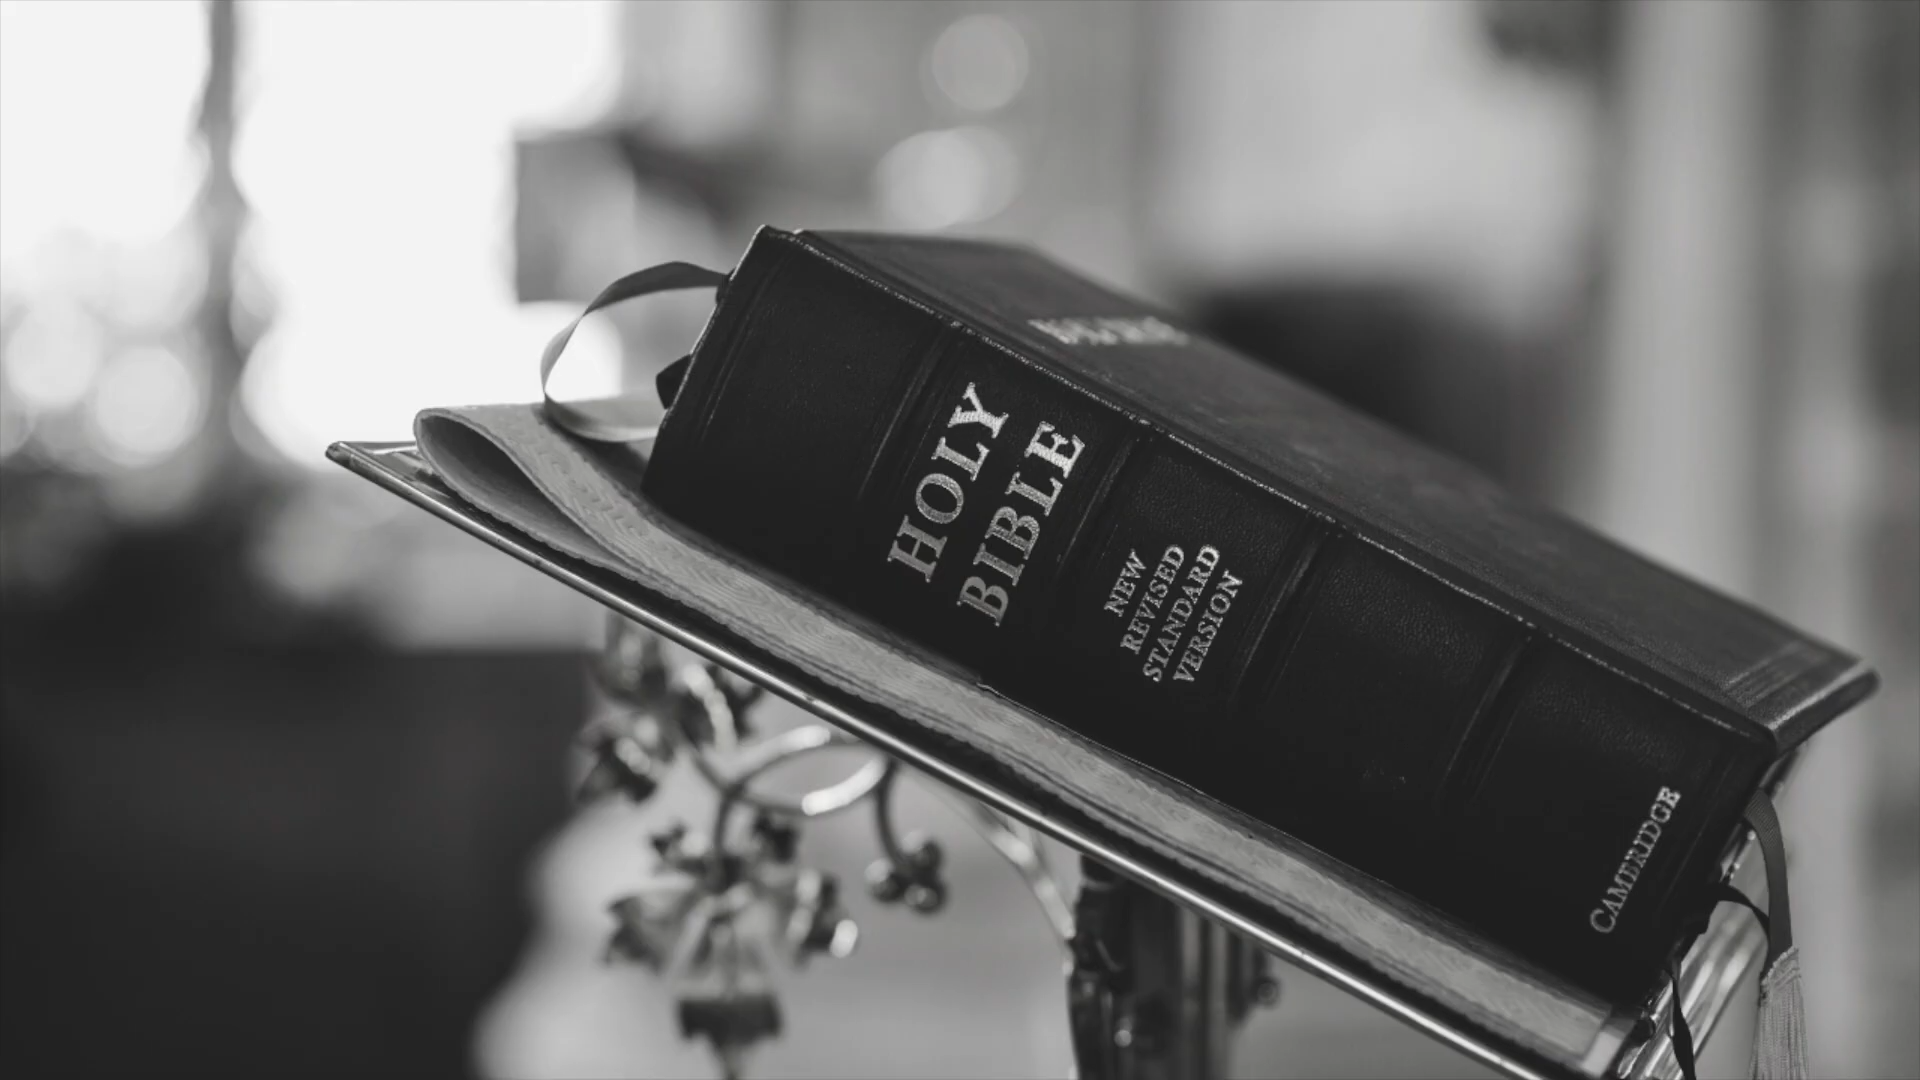 HOLY
BIBLE
NEW
REVISED
STANDARD
VERSION
CAMBRIDGE